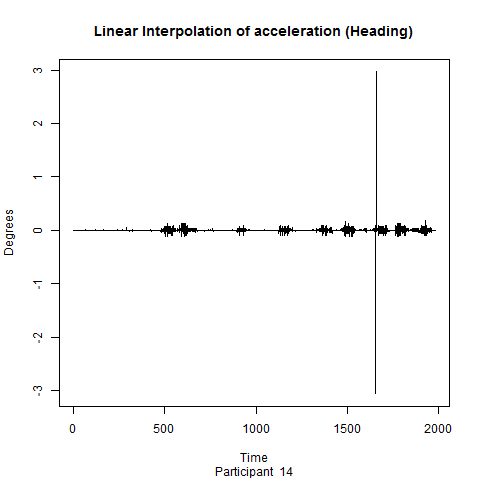 Linear Interpolation of acceleration (Heading)
3
2
1
0
-1
-2
-3
Degrees
0 500 1000 1500 2000
Time
Participant 14